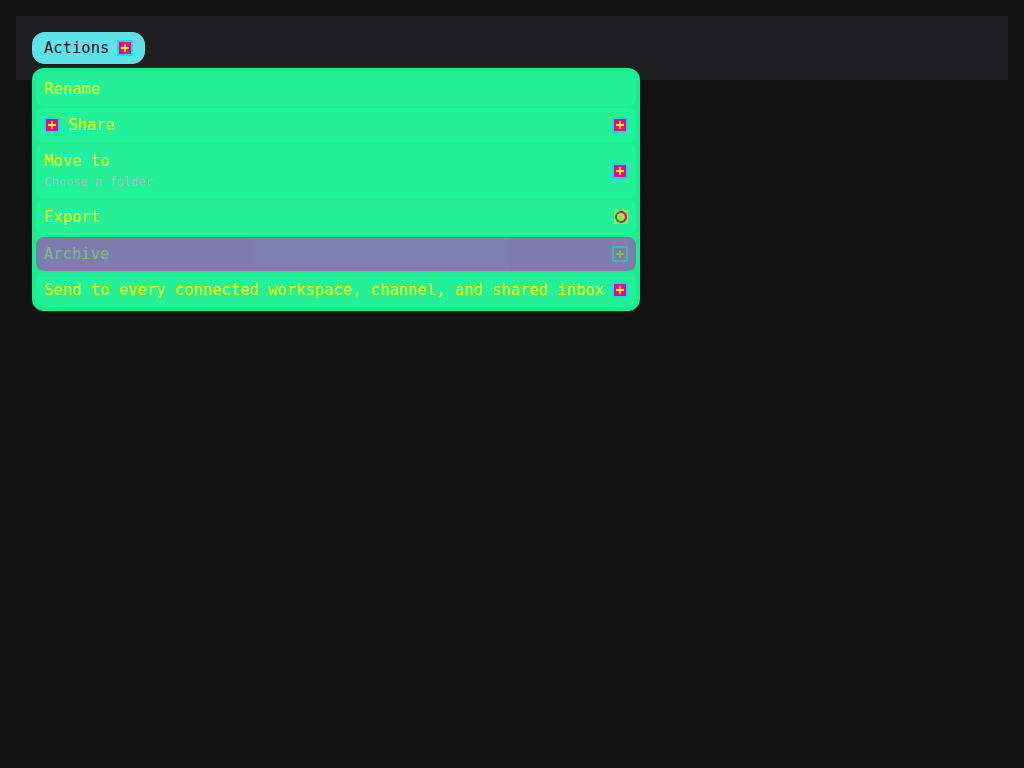 Actions
Rename
Share
Move to
Choose a folder
Export
Archive
Send to every connected workspace, channel, and shared inbox